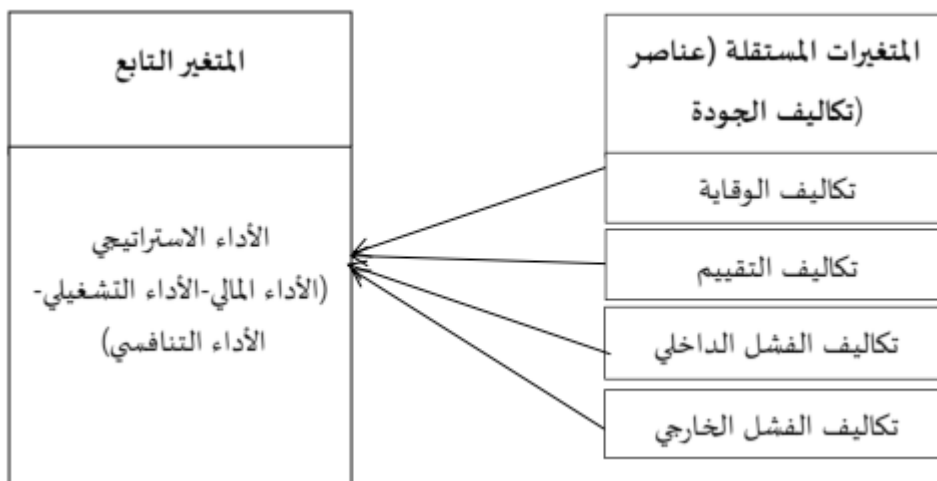 المتغيرات المستقلة (عناصر
تكاليف الجودة)
تكاليف الوقاية
تكاليف التقييم
تكاليف الفشل الداخلي
تكاليف الفشل الخارجي
المتغير التابع
الأداء الاستراتيجي
(الأداء المالي-الأداء التشغيلي-
الأداء التنافسي)